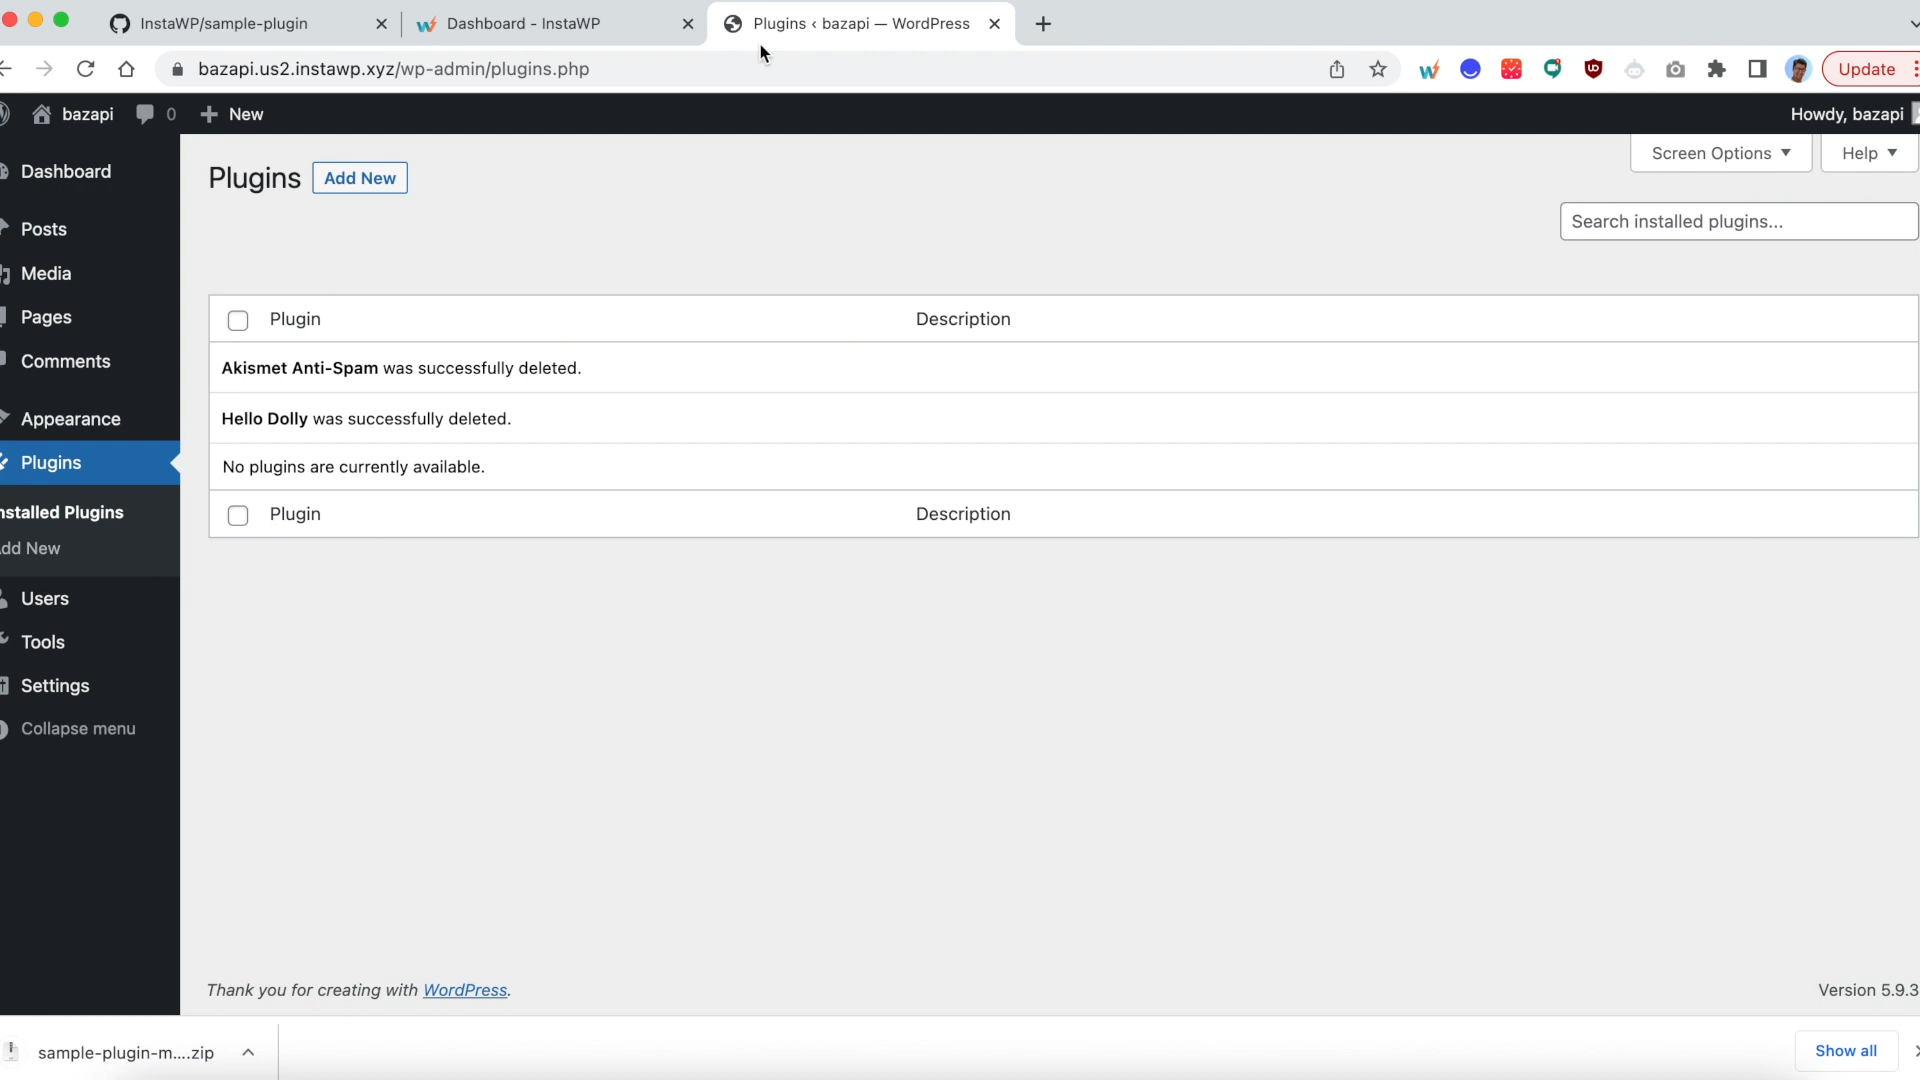 InstaWP/sample-plugin
Dashboard - InstaWP
Plugins ‹ bazapi — WordPress
bazapi.us2.instawp.xyz/wp-admin/plugins.php
Update
bazapi
0
New
Howdy, bazapi
Dashboard
Posts
Media
Pages
Comments
Appearance
Plugins
nstalled Plugins
dd New
Users
Tools
Settings
Collapse menu
Plugins
Add New
Screen Options
Help
Search installed plugins...
Plugin
Description
Akismet Anti-Spam was successfully deleted.
Hello Dolly was successfully deleted.
No plugins are currently available.
Plugin
Description
Thank you for creating with WordPress.
Version 5.9.3
sample-plugin-m....zip
Show all